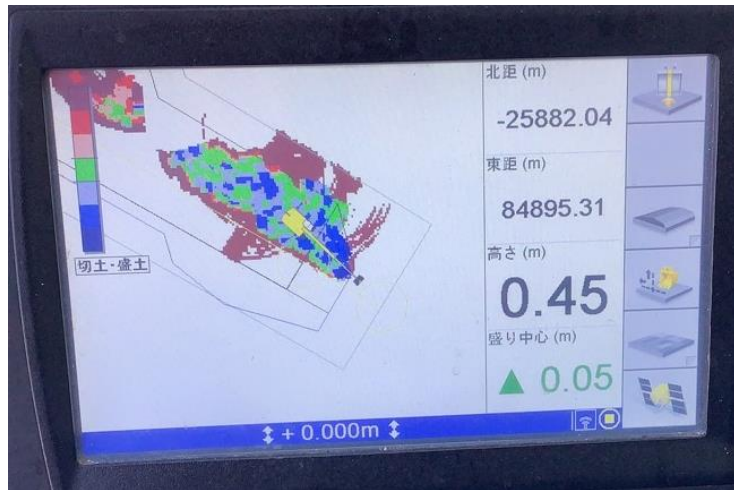 北距 (m)
-25882.04
東距 (m)
84895.31
高さ (m)
0.45
盛り中心 (m)
▲ 0.05
切土・盛土
+ 0.000m